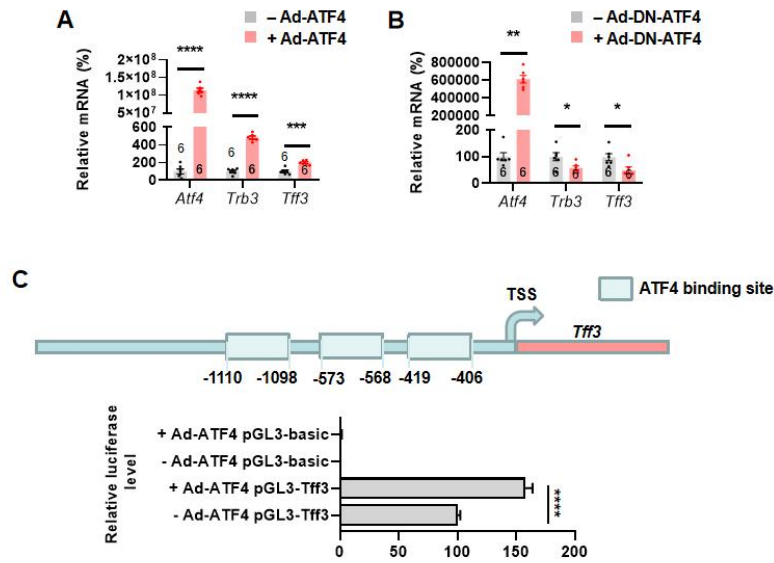 A
– Ad-ATF4
+ Ad-ATF4
Relative mRNA (%)
2×10⁸
1×10⁸
5×10⁷
600
400
200
0
**** **** ***
6 6 6 6 6 6
Atf4 Trb3 Tff3
B
– Ad-DN-ATF4
+ Ad-DN-ATF4
Relative mRNA (%)
800000
600000
400000
200000
200
100
0
** * *
6 6 6 6 6 6
Atf4 Trb3 Tff3
C
ATF4 binding site
TSS
Tff3
-1110 -1098 -573 -568 -419 -406
Relative luciferase
level
+ Ad-ATF4 pGL3-basic
- Ad-ATF4 pGL3-basic
+ Ad-ATF4 pGL3-Tff3
- Ad-ATF4 pGL3-Tff3
****
0 50 100 150 200